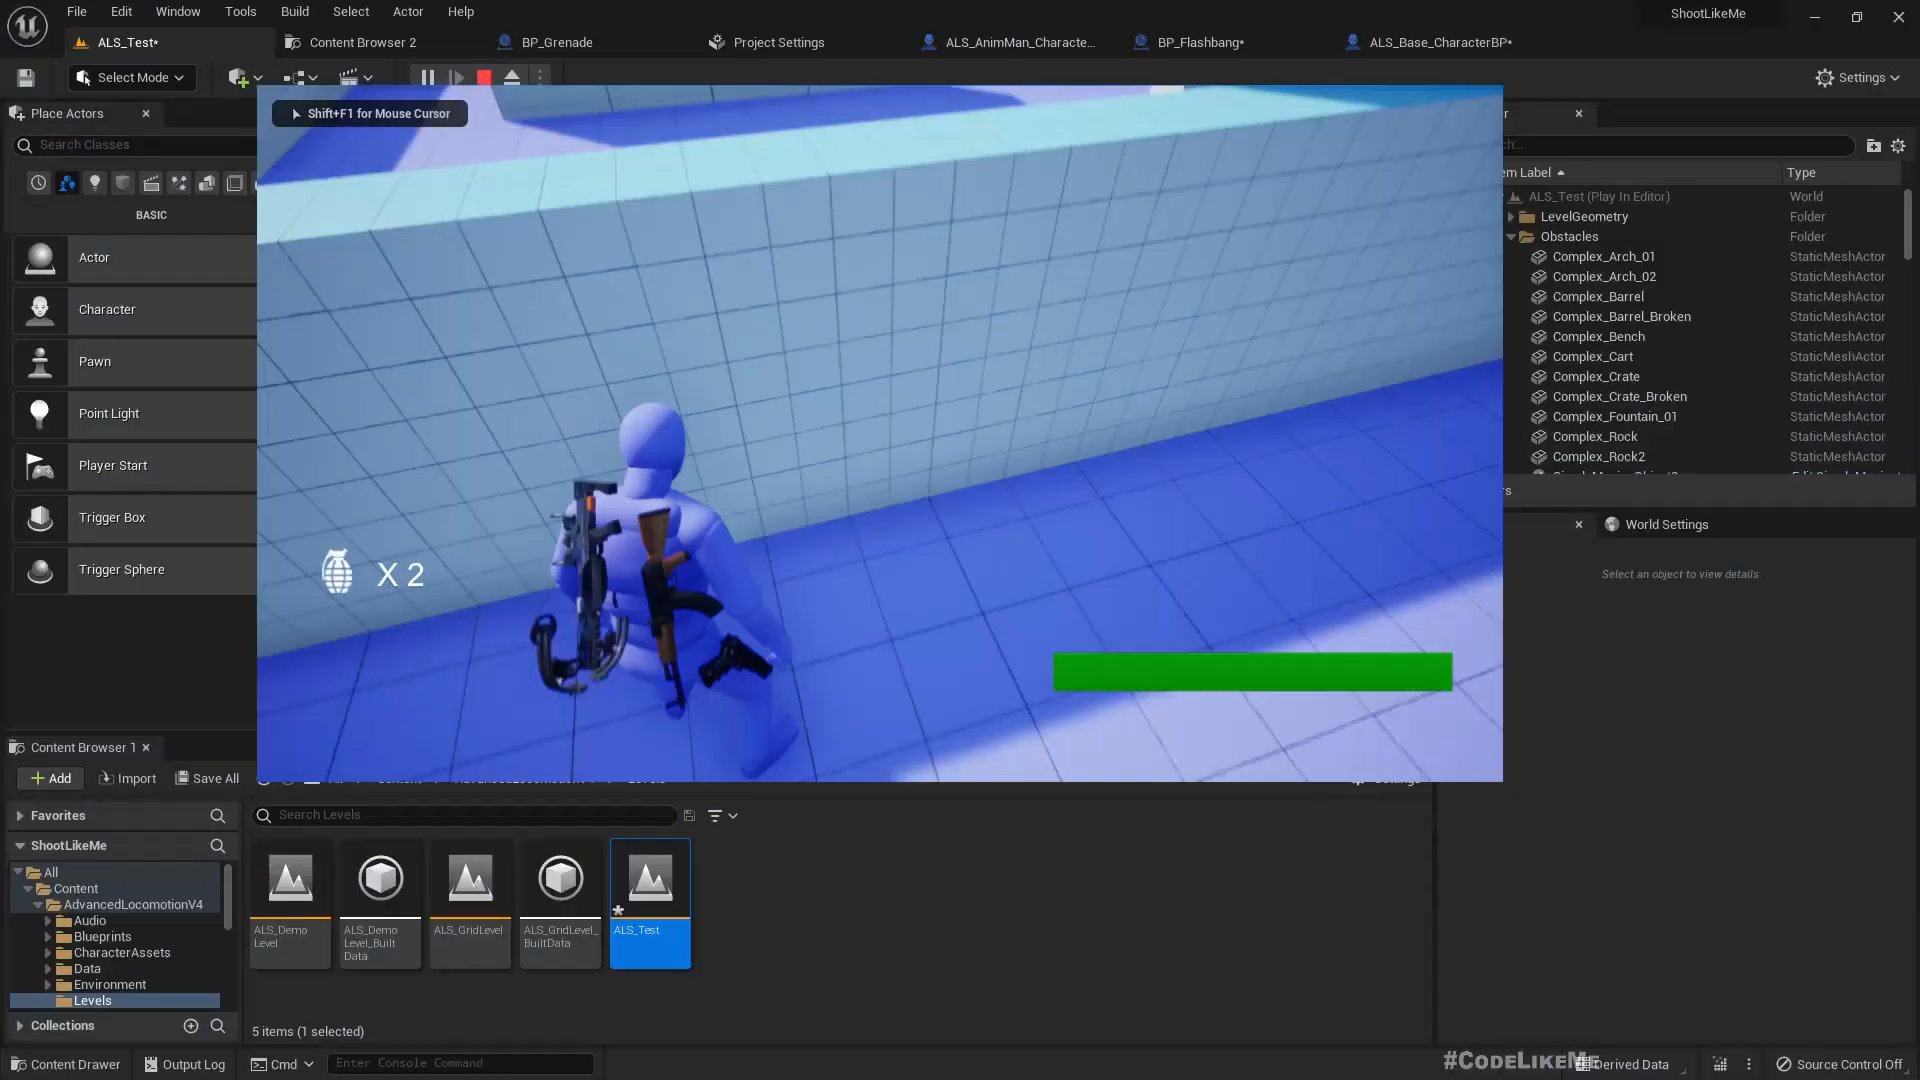 File Edit Window Tools Build Select Actor Help
ShootLikeMe
ALS_Test*
Content Browser 2
BP_Grenade
Project Settings
ALS_AnimMan_Characte...
BP_Flashbang*
ALS_Base_CharacterBP*
Select Mode
Settings
Place Actors
Shift+F1 for Mouse Cursor
Search Classes
BASIC
Actor
Character
Pawn
Point Light
Player Start
Trigger Box
Trigger Sphere
X 2
Type
ALS_Test (Play In Editor) World
LevelGeometry Folder
Obstacles Folder
Complex_Arch_01 StaticMeshActor
Complex_Arch_02 StaticMeshActor
Complex_Barrel StaticMeshActor
Complex_Barrel_Broken StaticMeshActor
Complex_Bench StaticMeshActor
Complex_Cart StaticMeshActor
Complex_Crate StaticMeshActor
Complex_Crate_Broken StaticMeshActor
Complex_Fountain_01 StaticMeshActor
Complex_Rock StaticMeshActor
Complex_Rock2 StaticMeshActor
World Settings
Select an object to view details.
Content Browser 1
Add
Import
Save All
Favorites
ShootLikeMe
All
Content
AdvancedLocomotionV4
Audio
Blueprints
CharacterAssets
Data
Environment
Levels
Collections
Search Levels
ALS_Demo
Level
ALS_Demo
Level_Built
Data
ALS_GridLevel
ALS_GridLevel_
BuiltData
ALS_Test
5 items (1 selected)
Content Drawer
Output Log
Cmd
Enter Console Command
#CODELIKEME
Derived Data
Source Control Off